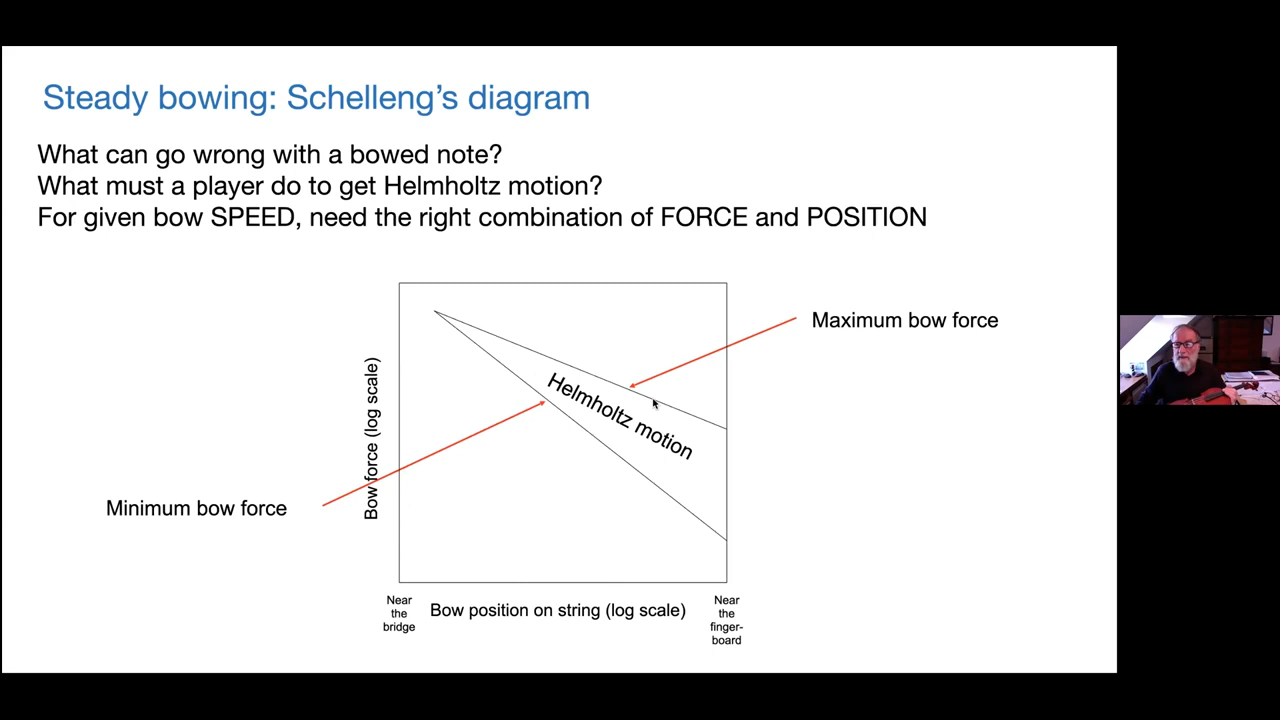 Steady bowing: Schelleng's diagram
What can go wrong with a bowed note?
What must a player do to get Helmholtz motion?
For given bow SPEED, need the right combination of FORCE and POSITION
Maximum bow force
Helmholtz motion
Minimum bow force
Bow force (log scale)
Near
the
bridge
Bow position on string (log scale)
Near
the
finger-
board